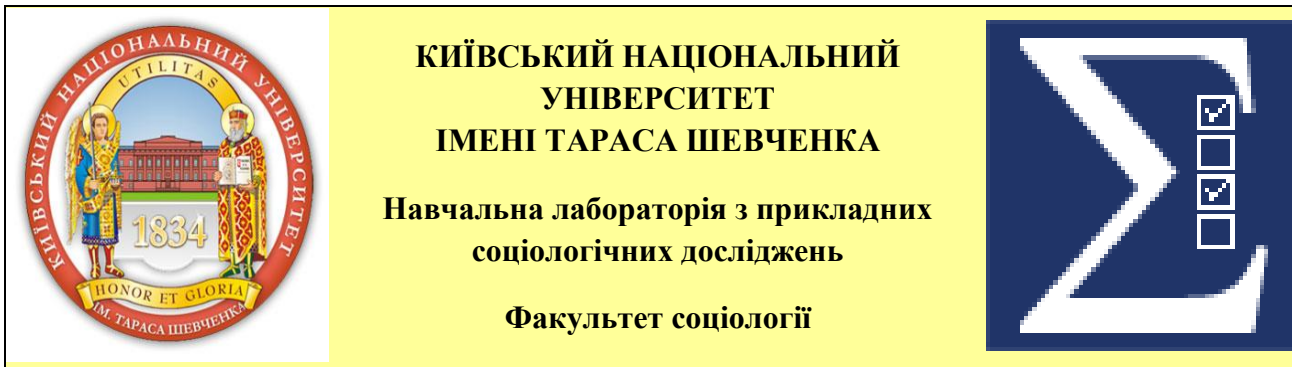 КИЇВСЬКИЙ НАЦІОНАЛЬНИЙ УНІВЕРСИТЕТ
UTILITAS
1834
HONOR ET GLORIA
ІМ. ТАРАСА ШЕВЧЕНКА
КИЇВСЬКИЙ НАЦІОНАЛЬНИЙ
УНІВЕРСИТЕТ
ІМЕНІ ТАРАСА ШЕВЧЕНКА
Навчальна лабораторія з прикладних
соціологічних досліджень
Факультет соціології